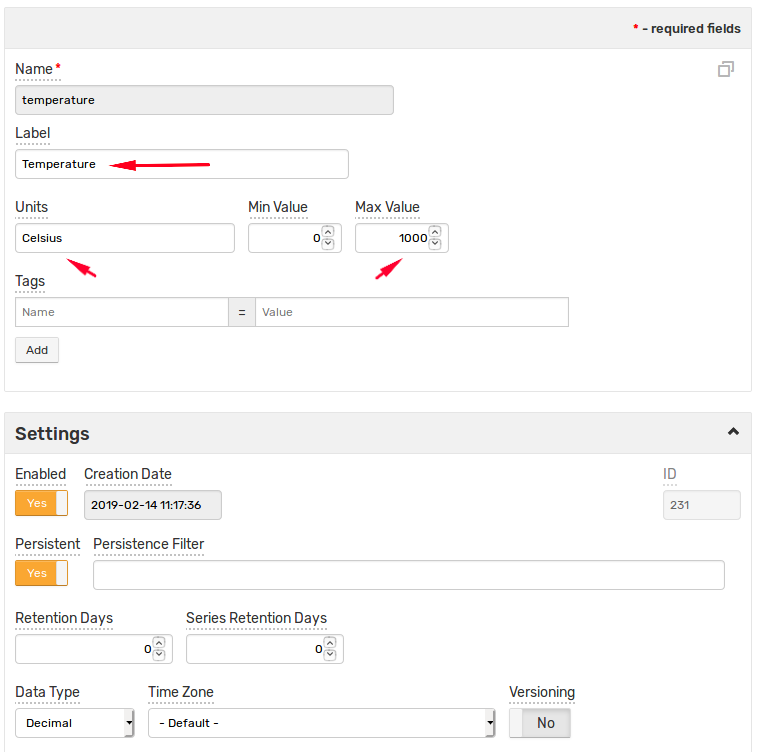 * - required fields
Name *
temperature
Label
Temperature
Units Min Value Max Value
Celsius 0 1000
Tags
Name = Value
Add
Settings
Enabled Creation Date ID
Yes 2019-02-14 11:17:36 231
Persistent Persistence Filter
Yes
Retention Days Series Retention Days
0 0
Data Type Time Zone Versioning
Decimal - Default - No